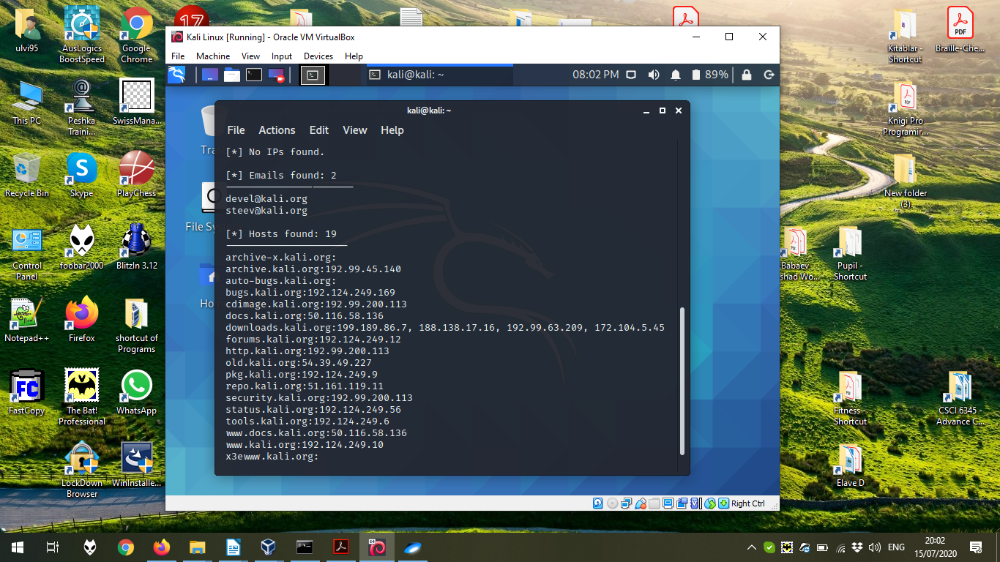 ulvi95
AusLogics
BoostSpeed
Google
Chrome
17
This PC
Peshka
Traini...
SwissMana...
Recycle Bin
Skype
PlayChess
Control
Panel
foobar2000
BlitzIn 3.12
Notepad++
Firefox
shortcut of
Programs
FC
FastCopy
The Bat!
Professional
WhatsApp
LockDown
Browser
WinInstalle...
Kali Linux [Running] - Oracle VM VirtualBox
File Machine View Input Devices Help
kali@kali: ~
08:02 PM 89%
kali@kali: ~
File Actions Edit View Help
[*] No IPs found.
[*] Emails found: 2
devel@kali.org
steev@kali.org
[*] Hosts found: 19
archive-x.kali.org:
archive.kali.org:192.99.45.140
auto-bugs.kali.org:
bugs.kali.org:192.124.249.169
cdimage.kali.org:192.99.200.113
docs.kali.org:50.116.58.136
downloads.kali.org:199.189.86.7, 188.138.17.16, 192.99.63.209, 172.104.5.45
forums.kali.org:192.124.249.12
http.kali.org:192.99.200.113
old.kali.org:54.39.49.227
pkg.kali.org:192.124.249.9
repo.kali.org:51.161.119.11
security.kali.org:192.99.200.113
status.kali.org:192.124.249.56
tools.kali.org:192.124.249.6
www.docs.kali.org:50.116.58.136
www.kali.org:192.124.249.10
x3ewww.kali.org:
Tra
File Sy
Ho
Right Ctrl
Kitablar -
Shortcut
PDF
Braille-Che...
Knigi Pro
Programir...
New folder
(3)
Babaev
shad Wo...
Pupil -
Shortcut
Fitness -
Shortcut
CSCI 6345 -
Advance C...
Elave D
64
ENG
20:02
15/07/2020